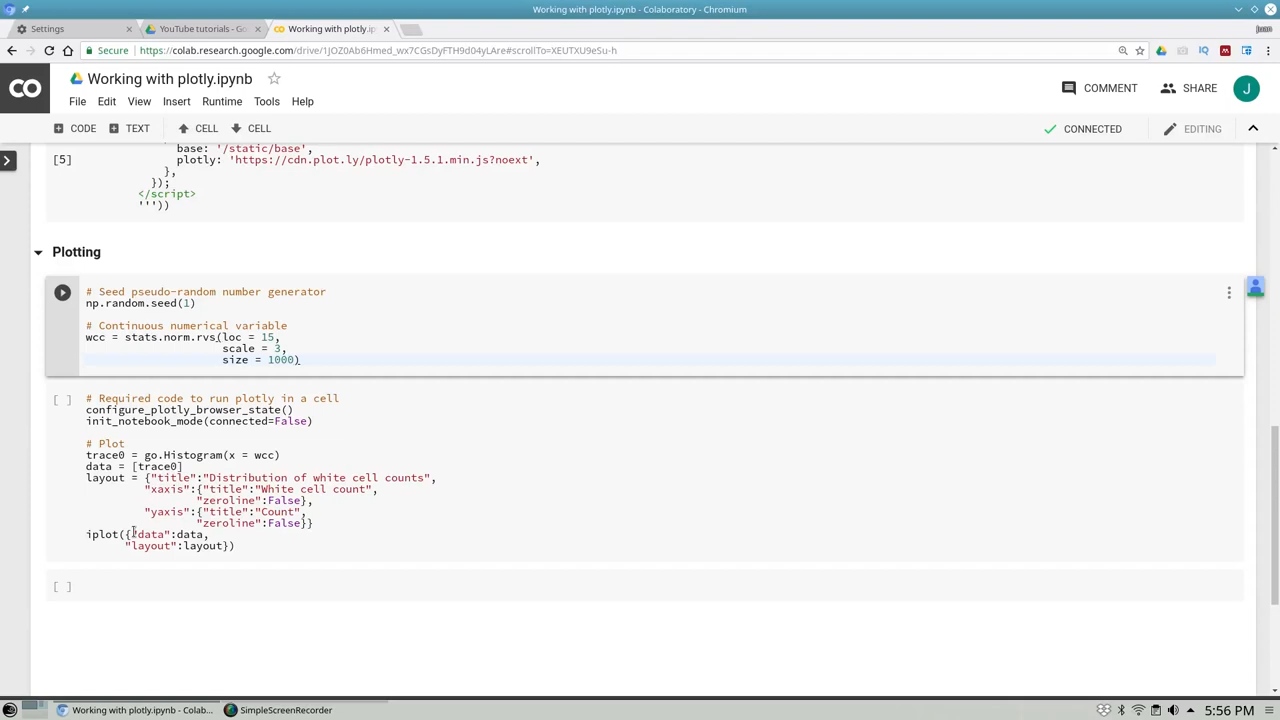 Working with plotly.ipynb - Colaboratory - Chromium
Settings
YouTube tutorials - Go
Working with plotly.ip
juan
Secure
https://colab.research.google.com/drive/1JOZ0Ab6Hmed_wx7CGsDyFTH9d04yLAre#scrollTo=XEUTXU9eSu-h
CO
Working with plotly.ipynb
COMMENT
SHARE
J
File Edit View Insert Runtime Tools Help
CODE
TEXT
CELL
CELL
CONNECTED
EDITING
base: '/static/base',
[5]
plotly: 'https://cdn.plot.ly/plotly-1.5.1.min.js?noext',
},
});
</script>
'''))
Plotting
# Seed pseudo-random number generator
np.random.seed(1)
# Continuous numerical variable
wcc = stats.norm.rvs(loc = 15,
scale = 3,
size = 1000)
[ ]
# Required code to run plotly in a cell
configure_plotly_browser_state()
init_notebook_mode(connected=False)
# Plot
trace0 = go.Histogram(x = wcc)
data = [trace0]
layout = {"title":"Distribution of white cell counts",
"xaxis":{"title":"White cell count",
"zeroline":False},
"yaxis":{"title":"Count",
"zeroline":False}}
iplot({"data":data,
"layout":layout})
[ ]
Working with plotly.ipynb - Colab...
SimpleScreenRecorder
5:56 PM